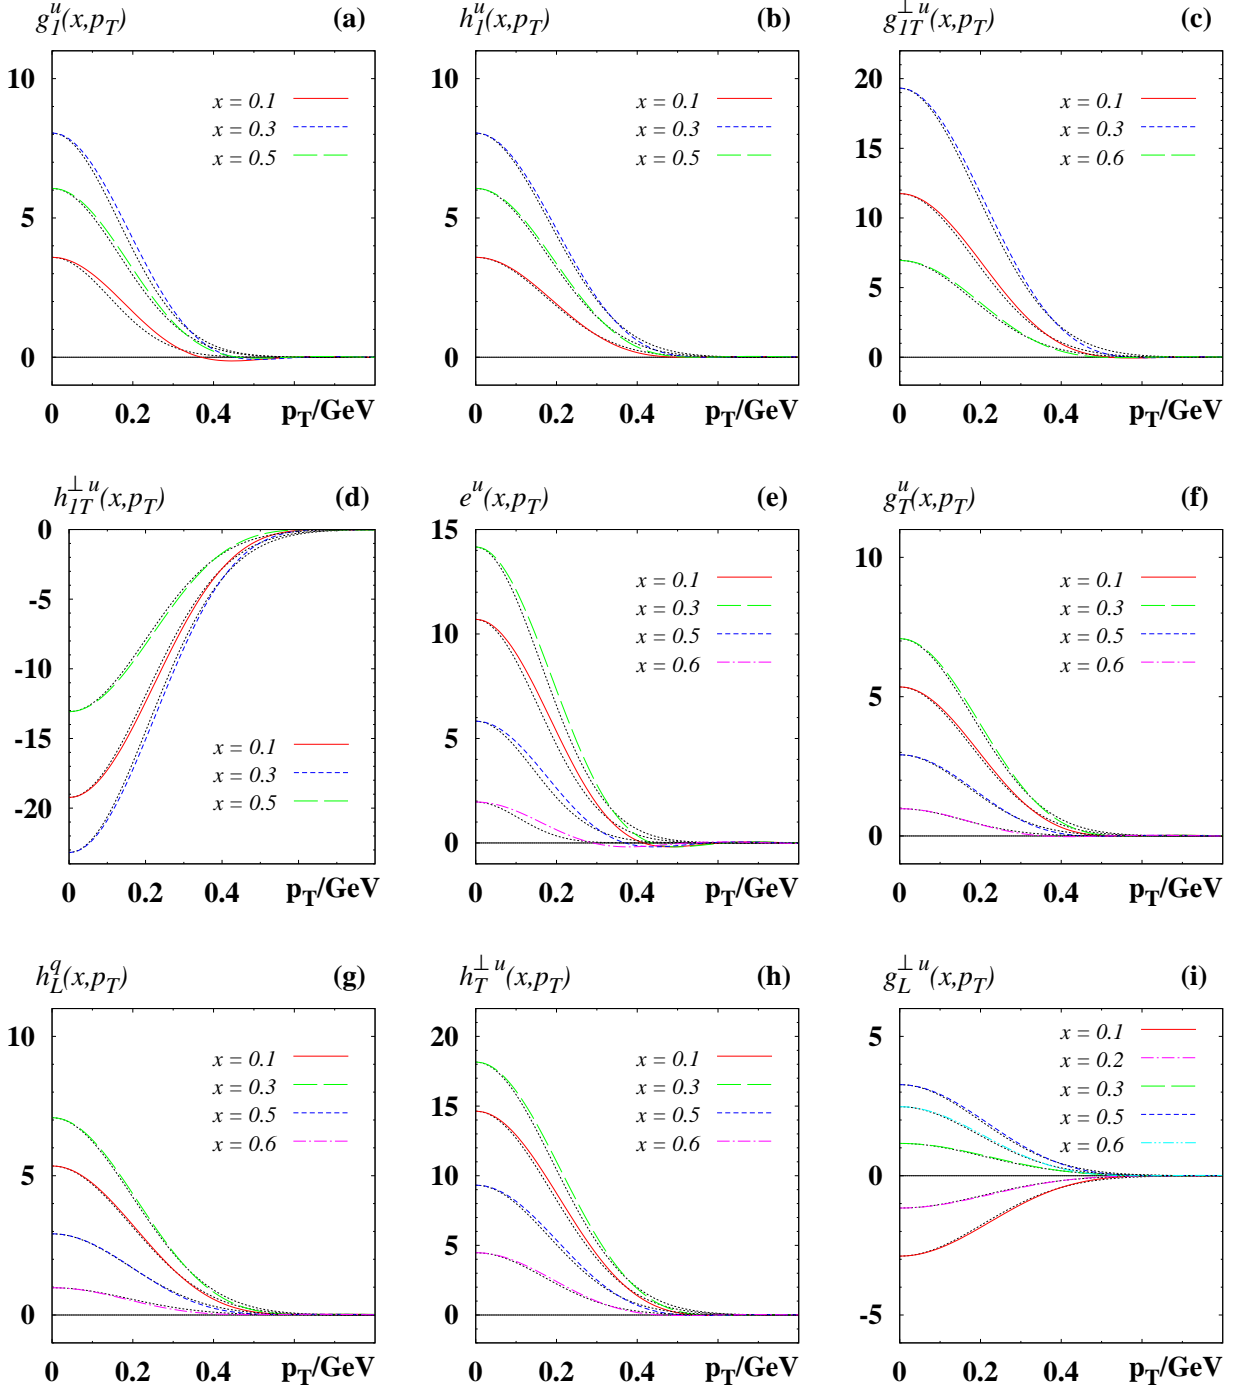 g_1^u(x,p_T) (a)
10
5
0
x = 0.1
x = 0.3
x = 0.5
0 0.2 0.4 p_T/GeV
h_1^u(x,p_T) (b)
10
5
0
x = 0.1
x = 0.3
x = 0.5
0 0.2 0.4 p_T/GeV
g_{1T}^{⊥ u}(x,p_T) (c)
20
15
10
5
0
x = 0.1
x = 0.3
x = 0.6
0 0.2 0.4 p_T/GeV
h_{1T}^{⊥ u}(x,p_T) (d)
0
-5
-10
-15
-20
x = 0.1
x = 0.3
x = 0.5
0 0.2 0.4 p_T/GeV
e^u(x,p_T) (e)
15
10
5
0
x = 0.1
x = 0.3
x = 0.5
x = 0.6
0 0.2 0.4 p_T/GeV
g_T^u(x,p_T) (f)
10
5
0
x = 0.1
x = 0.3
x = 0.5
x = 0.6
0 0.2 0.4 p_T/GeV
h_L^q(x,p_T) (g)
10
5
0
x = 0.1
x = 0.3
x = 0.5
x = 0.6
0 0.2 0.4 p_T/GeV
h_T^{⊥ u}(x,p_T) (h)
20
15
10
5
0
x = 0.1
x = 0.3
x = 0.5
x = 0.6
0 0.2 0.4 p_T/GeV
g_L^{⊥ u}(x,p_T) (i)
5
0
-5
x = 0.1
x = 0.2
x = 0.3
x = 0.5
x = 0.6
0 0.2 0.4 p_T/GeV